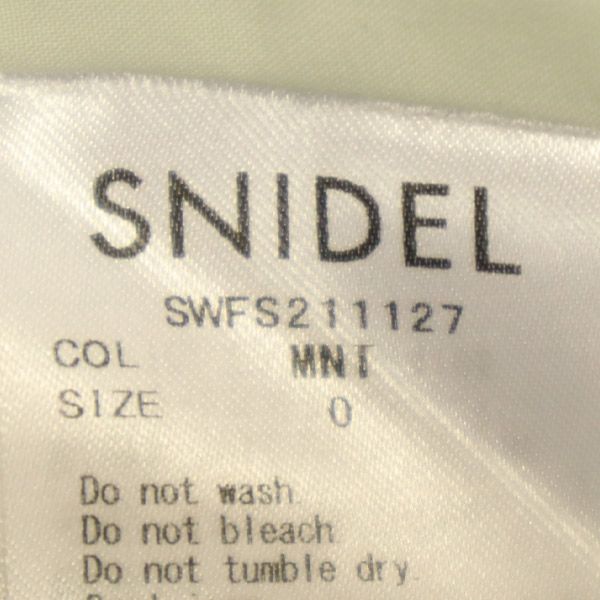 SNIDEL
SWFS211127
COL MNT
SIZE 0
Do not wash.
Do not bleach.
Do not tumble dry.